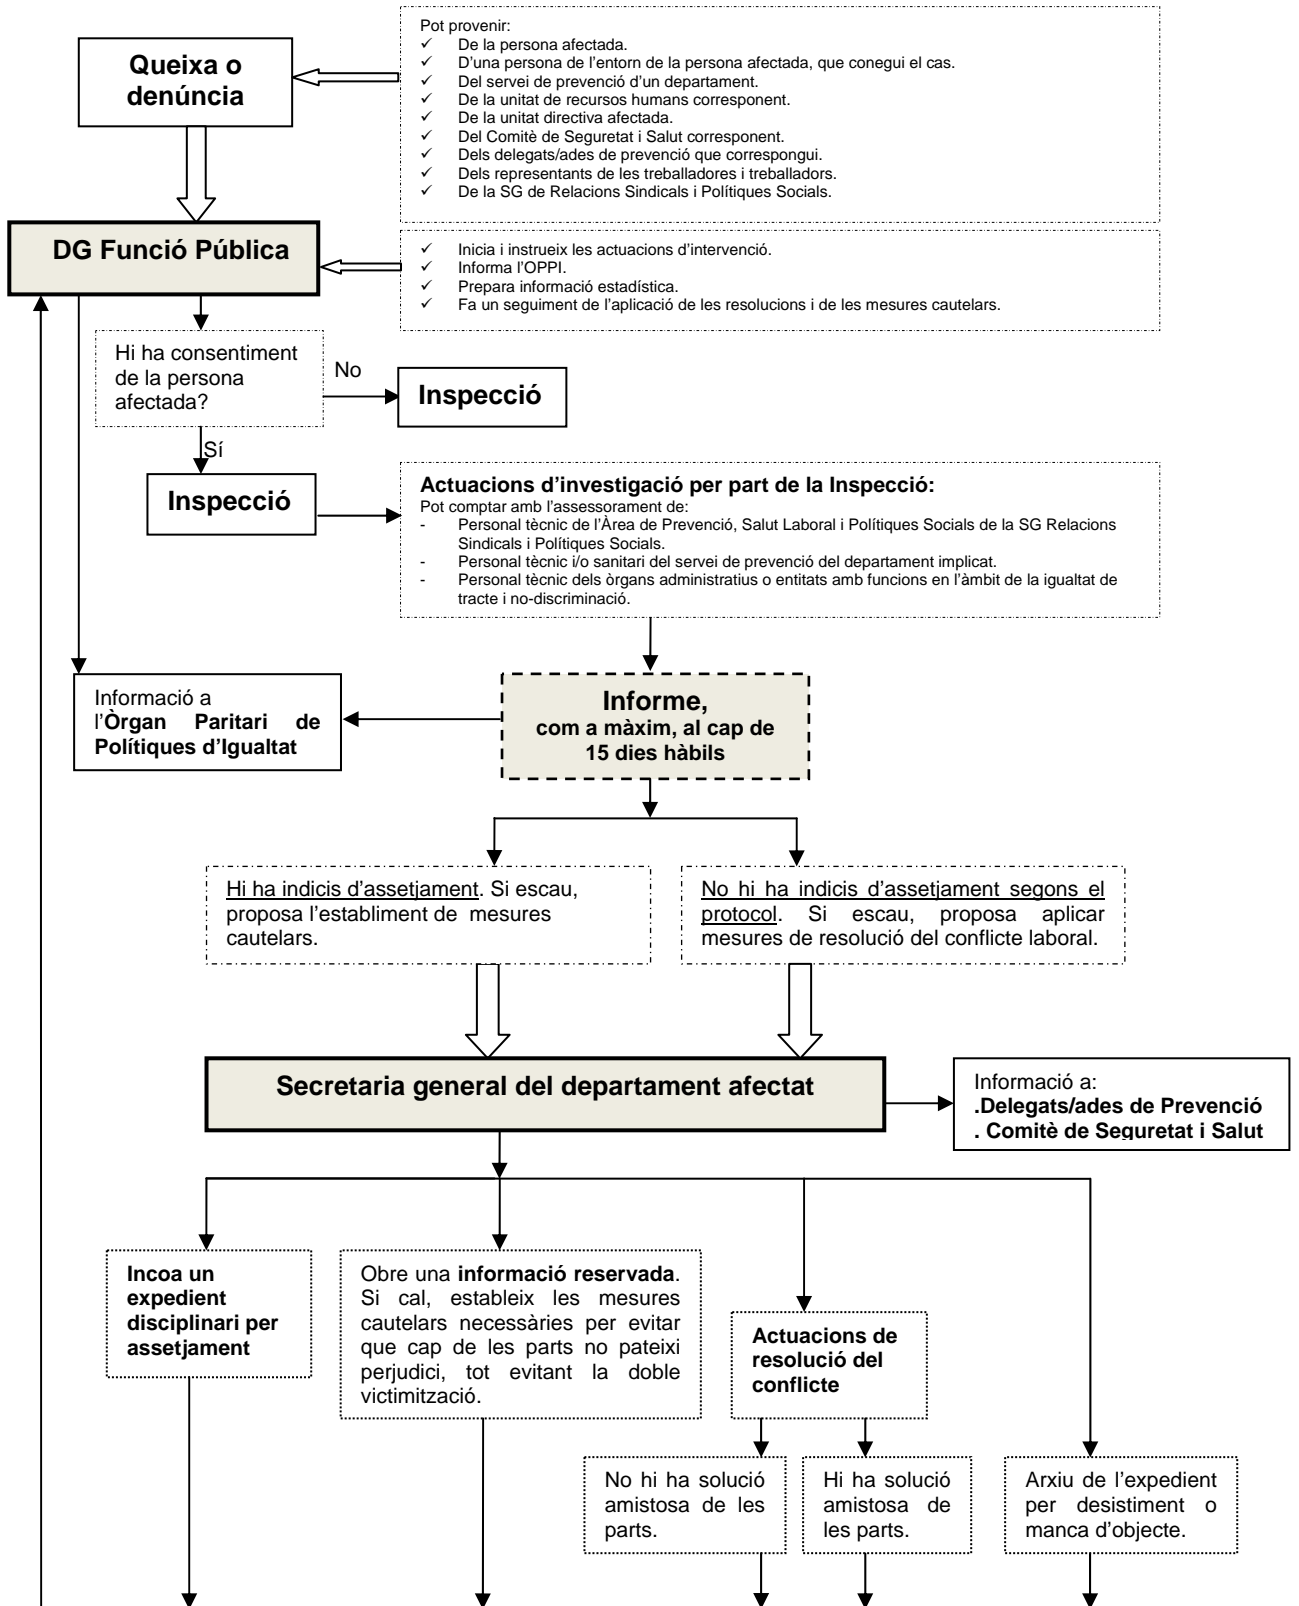 Pot provenir:
✓ De la persona afectada.
✓ D'una persona de l'entorn de la persona afectada, que conegui el cas.
✓ Del servei de prevenció d'un departament.
✓ De la unitat de recursos humans corresponent.
✓ De la unitat directiva afectada.
✓ Del Comitè de Seguretat i Salut corresponent.
✓ Dels delegats/ades de prevenció que correspongui.
✓ Dels representants de les treballadores i treballadors.
✓ De la SG de Relacions Sindicals i Polítiques Socials.
Queixa o
denúncia
DG Funció Pública
✓ Inicia i instrueix les actuacions d'intervenció.
✓ Informa l'OPPI.
✓ Prepara informació estadística.
✓ Fa un seguiment de l'aplicació de les resolucions i de les mesures cautelars.
Hi ha consentiment
de la persona
afectada?
No
Inspecció
Sí
Inspecció
Actuacions d'investigació per part de la Inspecció:
Pot comptar amb l'assessorament de:
- Personal tècnic de l'Àrea de Prevenció, Salut Laboral i Polítiques Socials de la SG Relacions
Sindicals i Polítiques Socials.
- Personal tècnic i/o sanitari del servei de prevenció del departament implicat.
- Personal tècnic dels òrgans administratius o entitats amb funcions en l'àmbit de la igualtat de
tracte i no-discriminació.
Informació a
l'Òrgan Paritari de
Polítiques d'Igualtat
Informe,
com a màxim, al cap de
15 dies hàbils
Hi ha indicis d'assetjament. Si escau,
proposa l'establiment de mesures
cautelars.
No hi ha indicis d'assetjament segons el
protocol. Si escau, proposa aplicar
mesures de resolució del conflicte laboral.
Secretaria general del departament afectat
Informació a:
.Delegats/ades de Prevenció
. Comitè de Seguretat i Salut
Incoa un
expedient
disciplinari per
assetjament
Obre una informació reservada.
Si cal, estableix les mesures
cautelars necessàries per evitar
que cap de les parts no pateixi
perjudici, tot evitant la doble
victimització.
Actuacions de
resolució del
conflicte
No hi ha solució
amistosa de les
parts.
Hi ha solució
amistosa de
les parts.
Arxiu de l'expedient
per desistiment o
manca d'objecte.